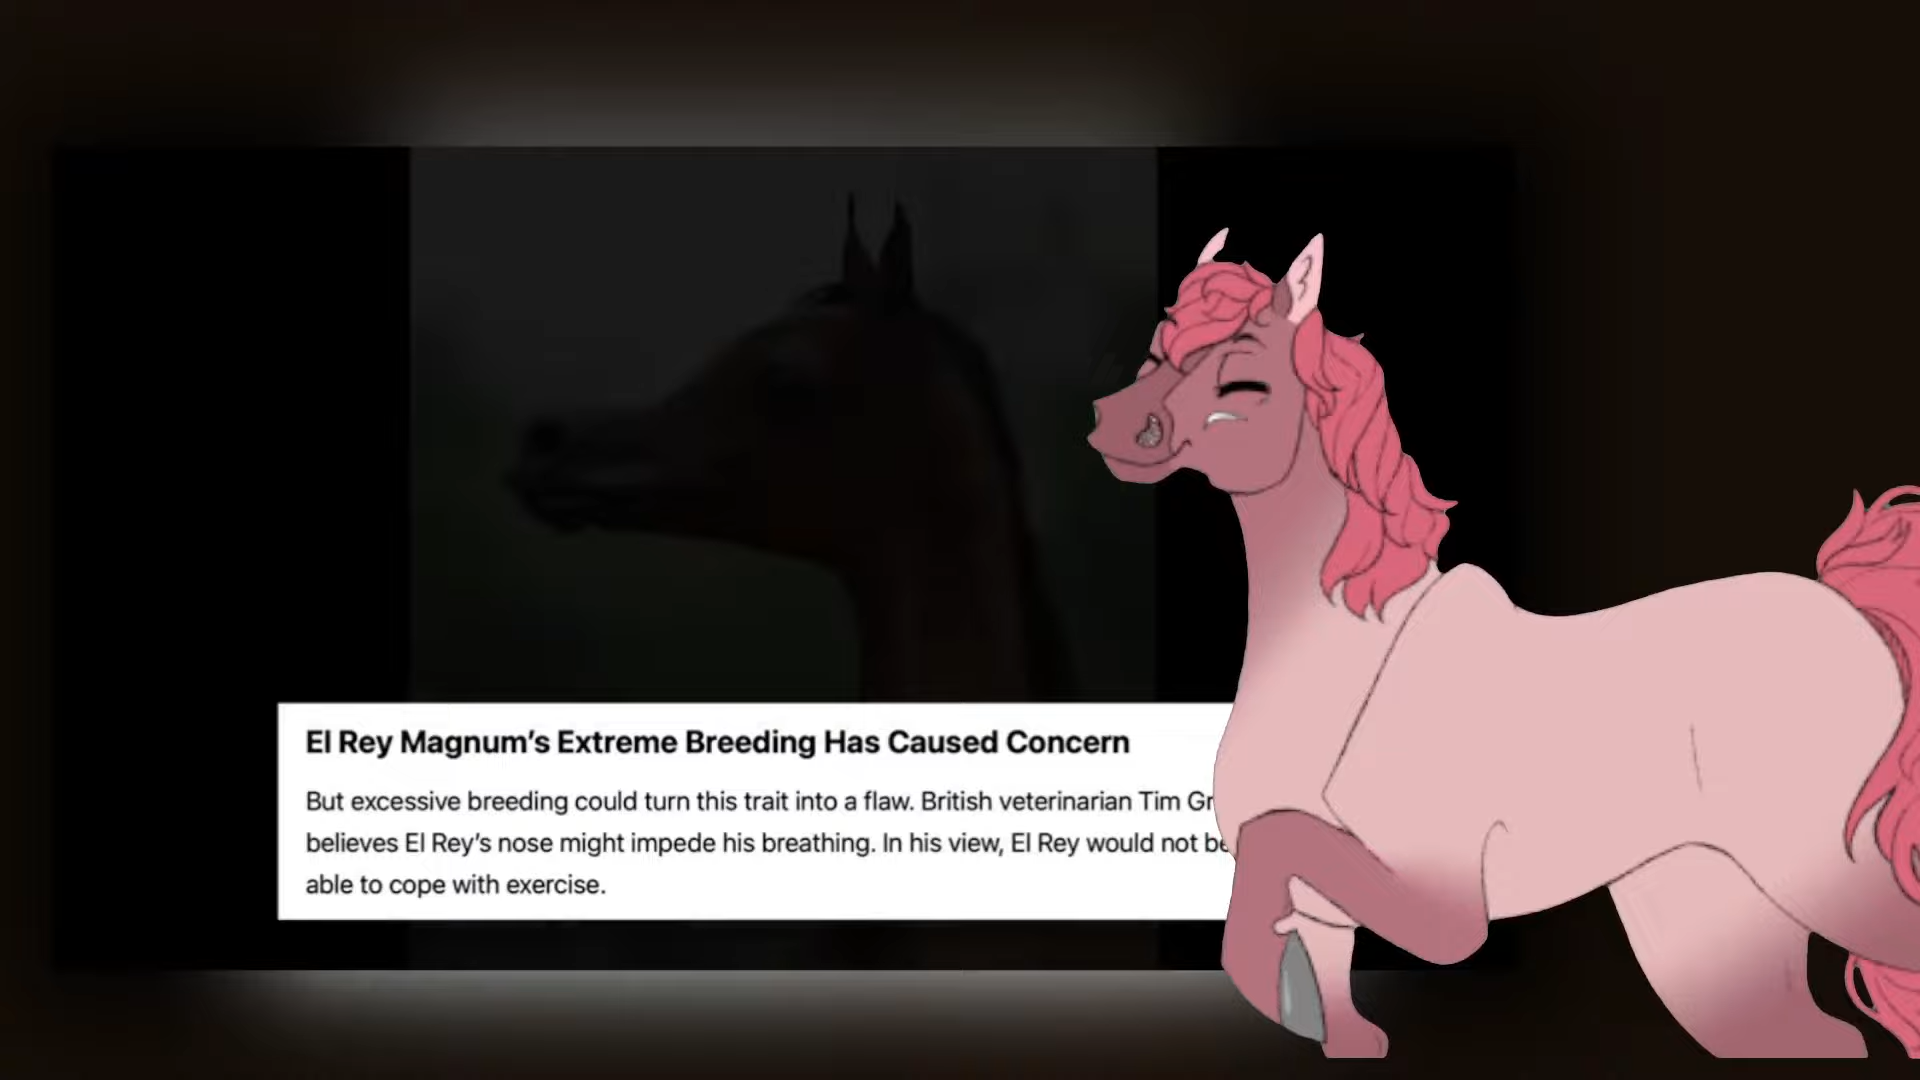 El Rey Magnum's Extreme Breeding Has Caused Concern
But excessive breeding could turn this trait into a flaw. British veterinarian Tim
believes El Rey's nose might impede his breathing. In his view, El Rey would not
able to cope with exercise.